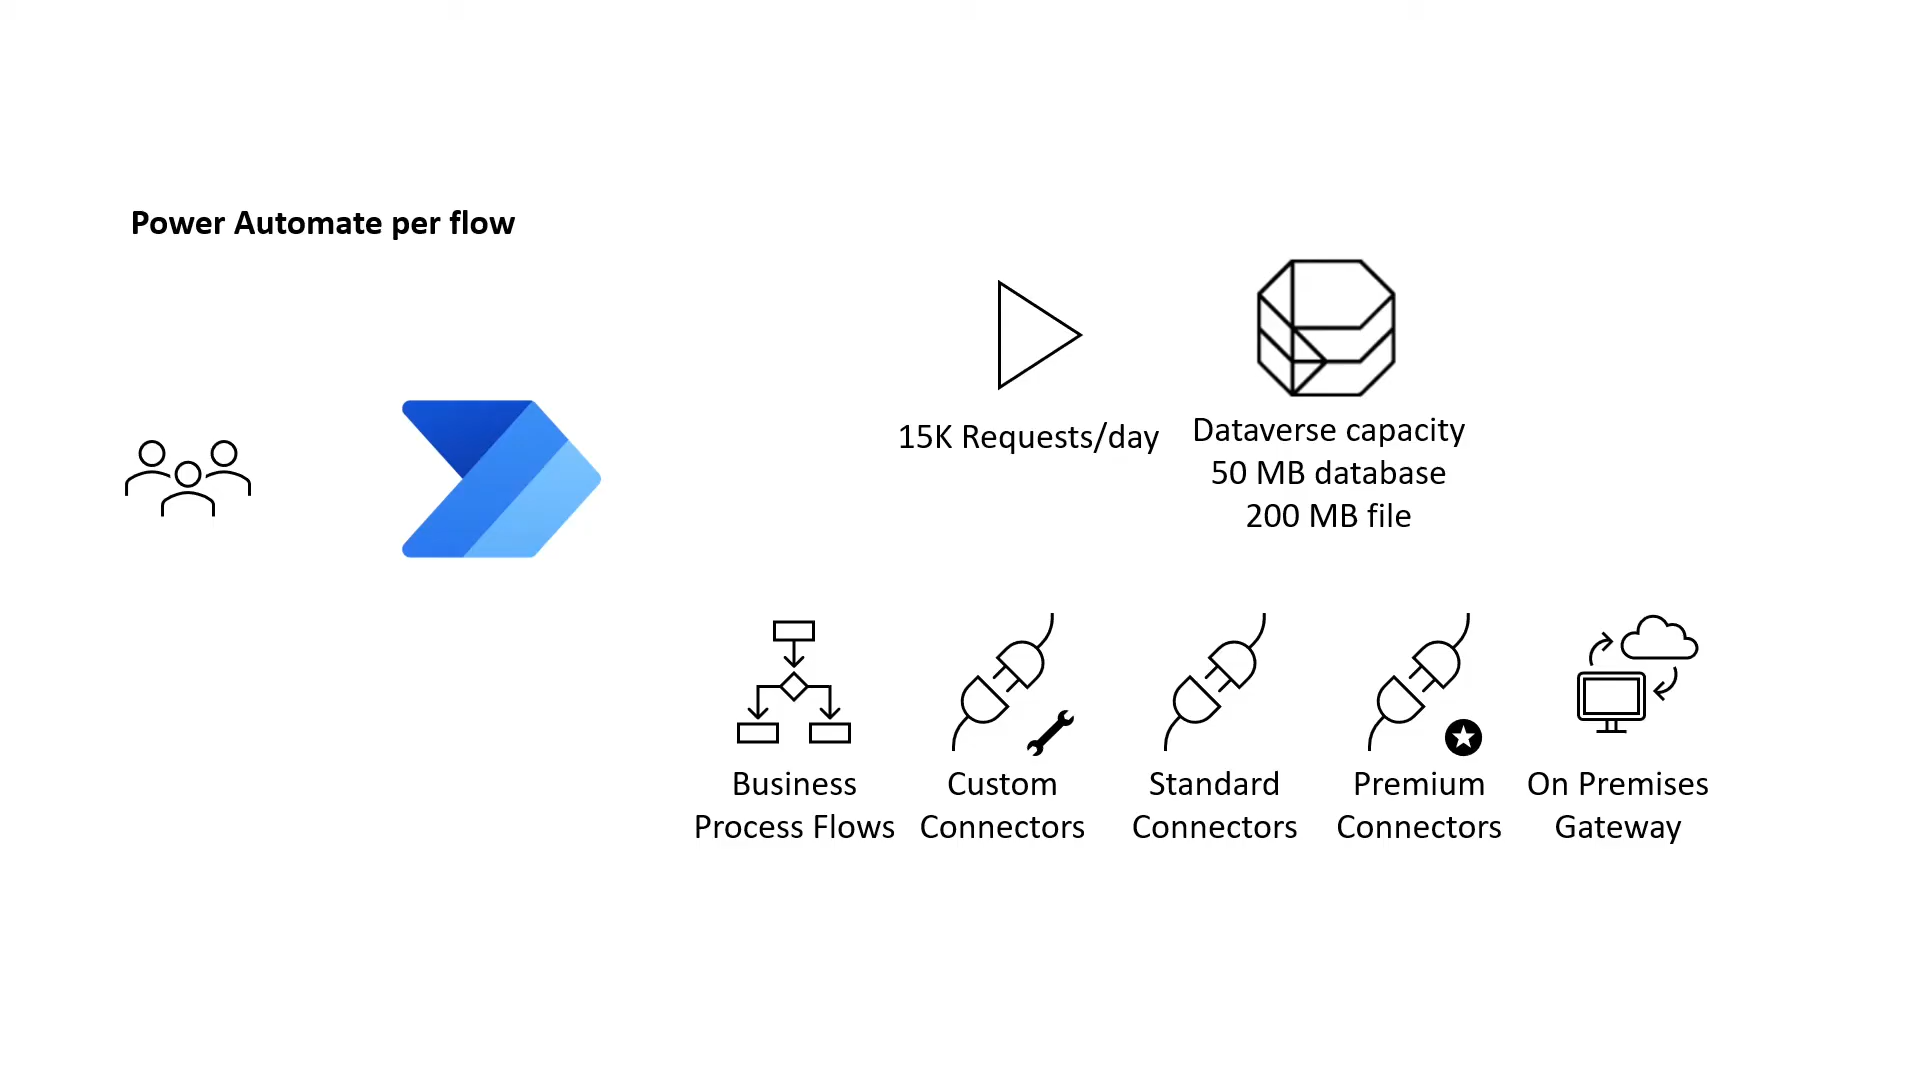 Power Automate per flow
15K Requests/day
Dataverse capacity
50 MB database
200 MB file
Business
Process Flows
Custom
Connectors
Standard
Connectors
Premium
Connectors
On Premises
Gateway